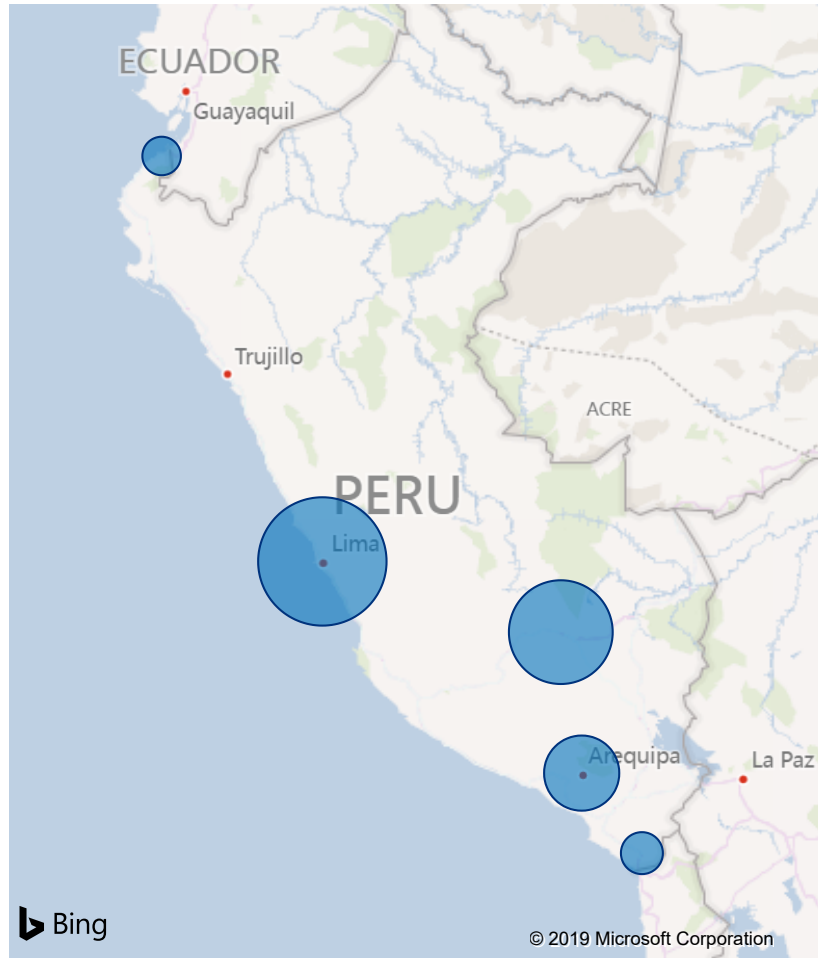 ECUADOR
Guayaquil
Trujillo
ACRE
PERU
Lima
Arequipa
La Paz
Bing
© 2019 Microsoft Corporation